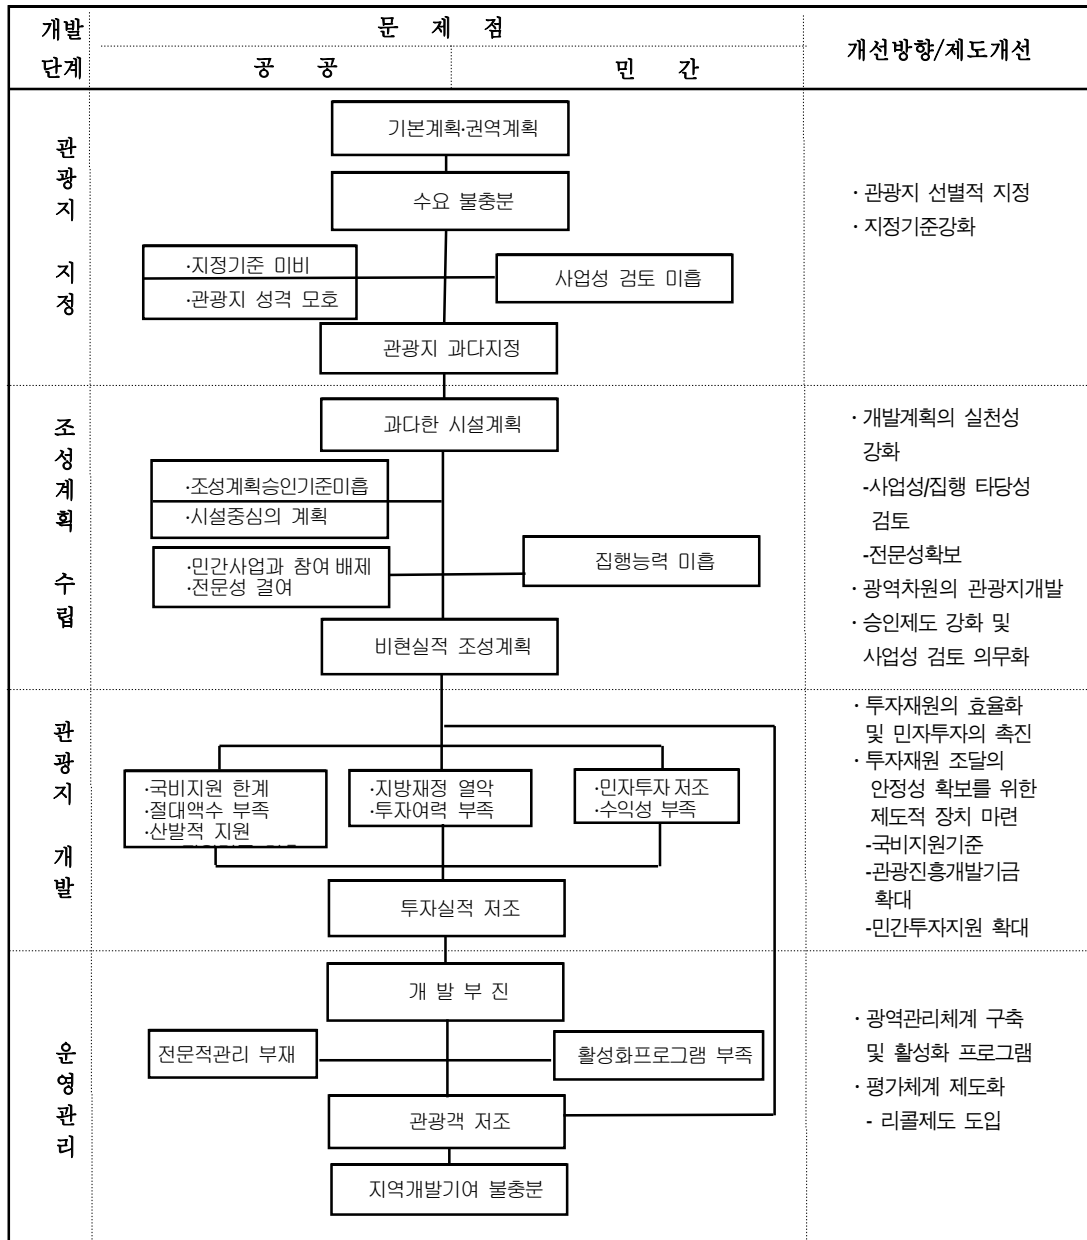 개발 단계
문 제 점
공 공
민 간
개선방향/제도개선
관광지 지정
기본계획·권역계획
수요 불충분
·지정기준 미비
·관광지 성격 모호
사업성 검토 미흡
관광지 과다지정
· 관광지 선별적 지정
· 지정기준강화
조성계획 수립
과다한 시설계획
·조성계획승인기준미흡
·시설중심의 계획
·민간사업과 참여 배제
·전문성 결여
집행능력 미흡
비현실적 조성계획
· 개발계획의 실천성
강화
-사업성/집행 타당성
검토
-전문성확보
· 광역차원의 관광지개발
· 승인제도 강화 및
사업성 검토 의무화
관광지 개발
·국비지원 한계
·절대액수 부족
·산발적 지원
·지방재정 열악
·투자여력 부족
·민자투자 저조
·수익성 부족
투자실적 저조
· 투자재원의 효율화
및 민자투자의 촉진
· 투자재원 조달의
안정성 확보를 위한
제도적 장치 마련
-국비지원기준
-관광진흥개발기금
확대
-민간투자지원 확대
운영관리
개 발 부 진
전문적관리 부재
활성화프로그램 부족
관광객 저조
지역개발기여 불충분
· 광역관리체계 구축
및 활성화 프로그램
· 평가체계 제도화
- 리콜제도 도입